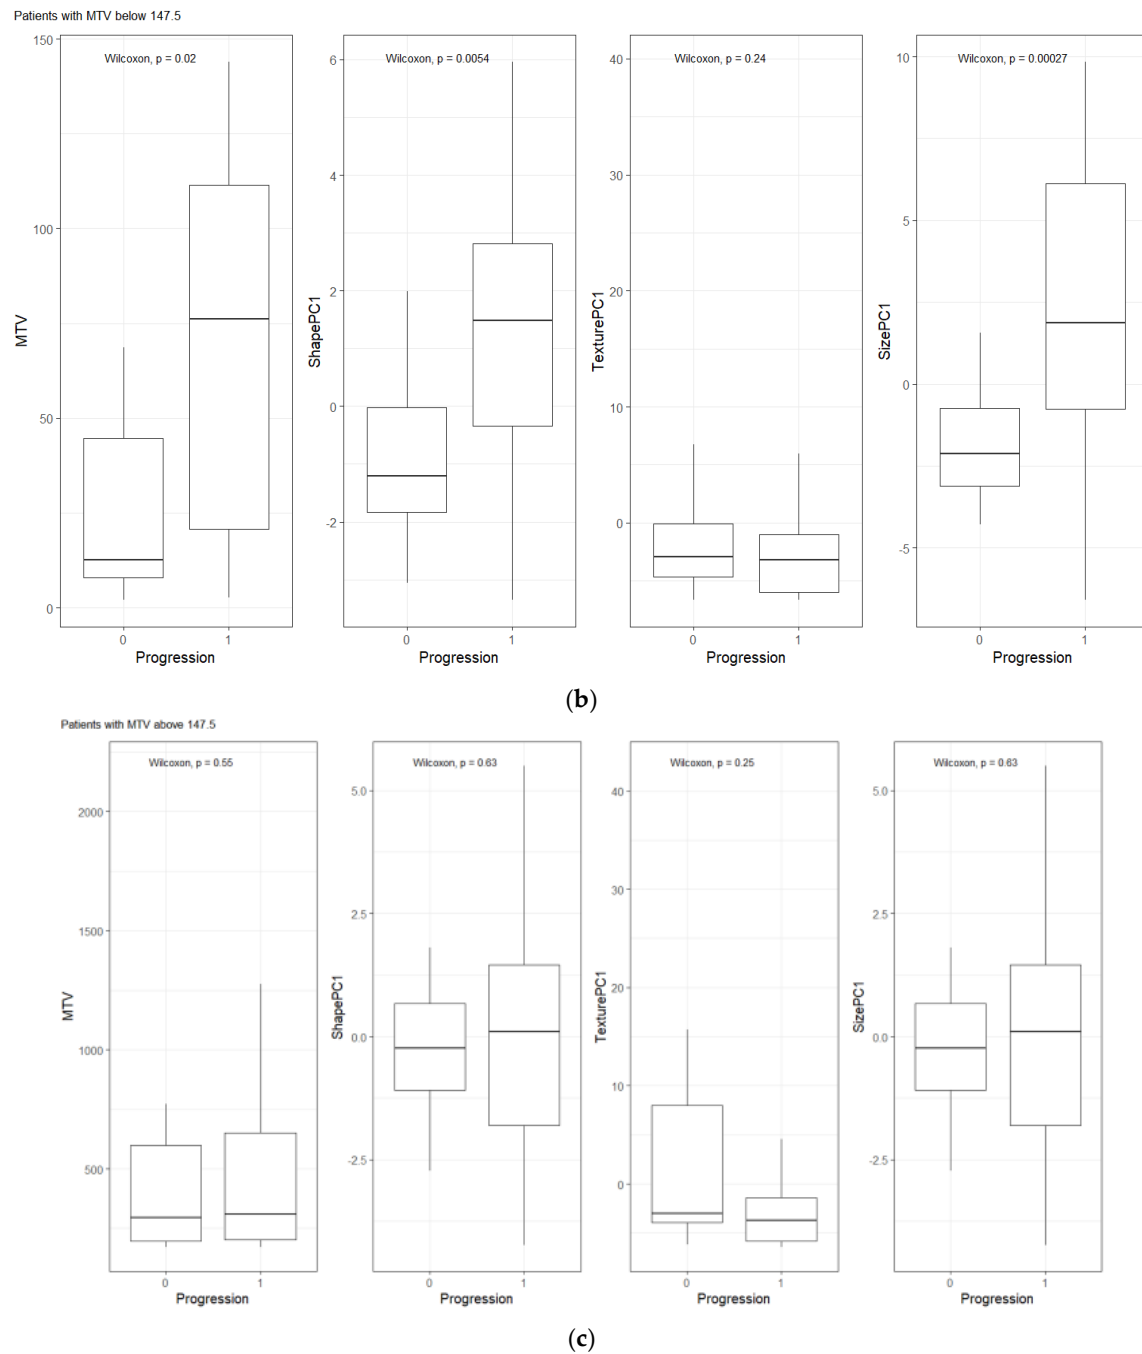 Patients with MTV below 147.5
Wilcoxon, p = 0.02
150
100
50
0
MTV
0 1
Progression
Wilcoxon, p = 0.0054
6
4
2
0
-2
ShapePC1
0 1
Progression
Wilcoxon, p = 0.24
40
30
20
10
0
TexturePC1
0 1
Progression
Wilcoxon, p = 0.00027
10
5
0
-5
SizePC1
0 1
Progression
(b)
Patients with MTV above 147.5
Wilcoxon, p = 0.55
2000
1500
1000
500
MTV
0 1
Progression
Wilcoxon, p = 0.63
5.0
2.5
0.0
-2.5
ShapePC1
0 1
Progression
Wilcoxon, p = 0.25
40
30
20
10
0
TexturePC1
0 1
Progression
Wilcoxon, p = 0.63
5.0
2.5
0.0
-2.5
SizePC1
0 1
Progression
(c)